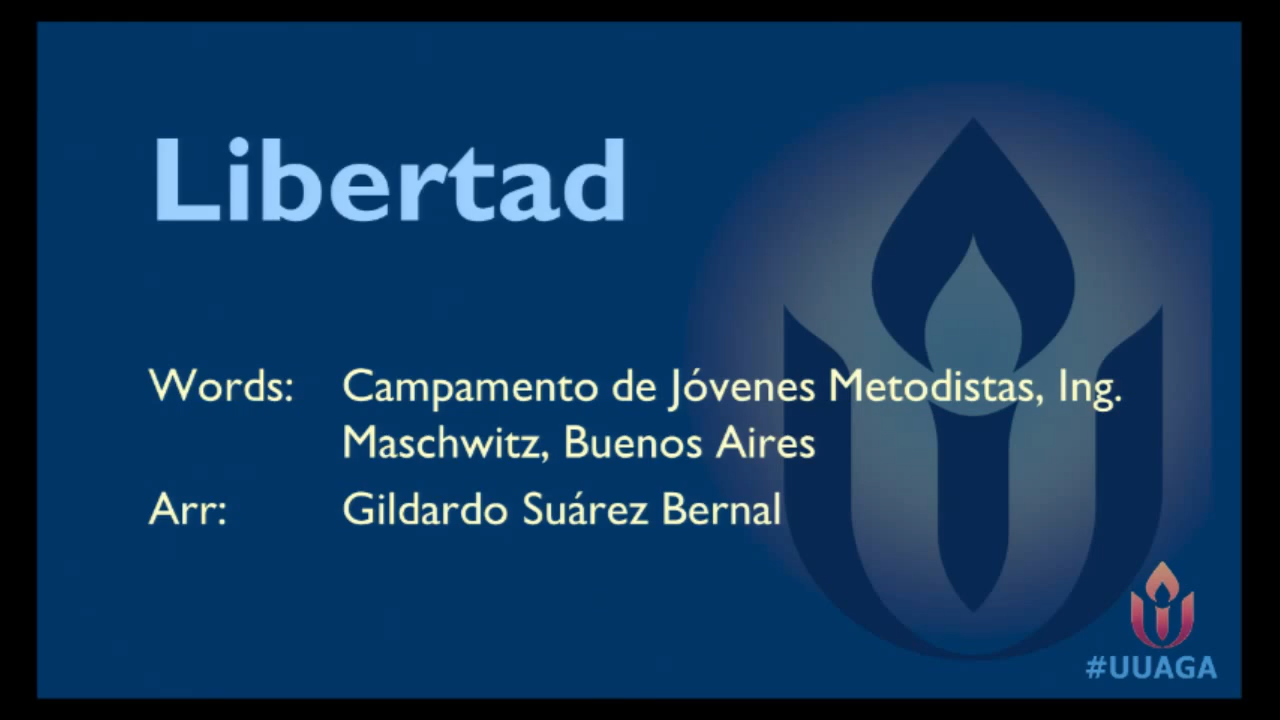 Libertad
Words: Campamento de Jóvenes Metodistas, Ing.
Maschwitz, Buenos Aires
Arr: Gildardo Suárez Bernal
#UUAGA